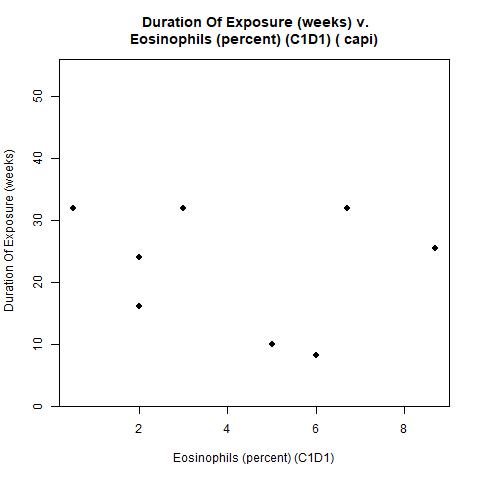 Duration Of Exposure (weeks) v.
Eosinophils (percent) (C1D1) ( capi)
Duration Of Exposure (weeks)
50
40
30
20
10
0
2 4 6 8
Eosinophils (percent) (C1D1)